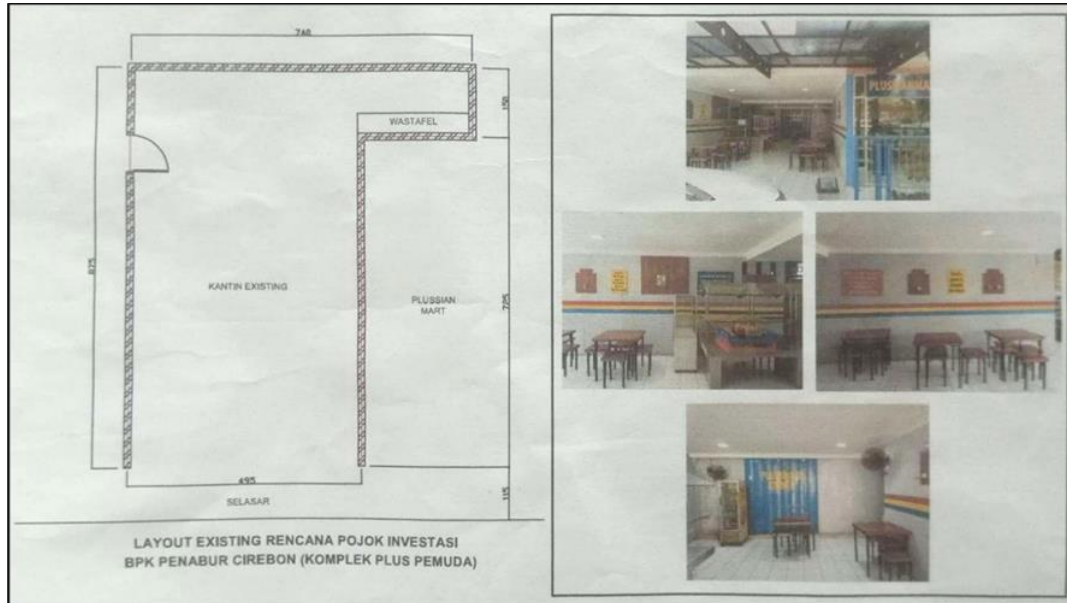 740
150
WASTAFEL
875
KANTIN EXISTING
PLUSSIAN
MART
725
495
SELASAR
115
LAYOUT EXISTING RENCANA POJOK INVESTASI
BPK PENABUR CIREBON (KOMPLEK PLUS PEMUDA)